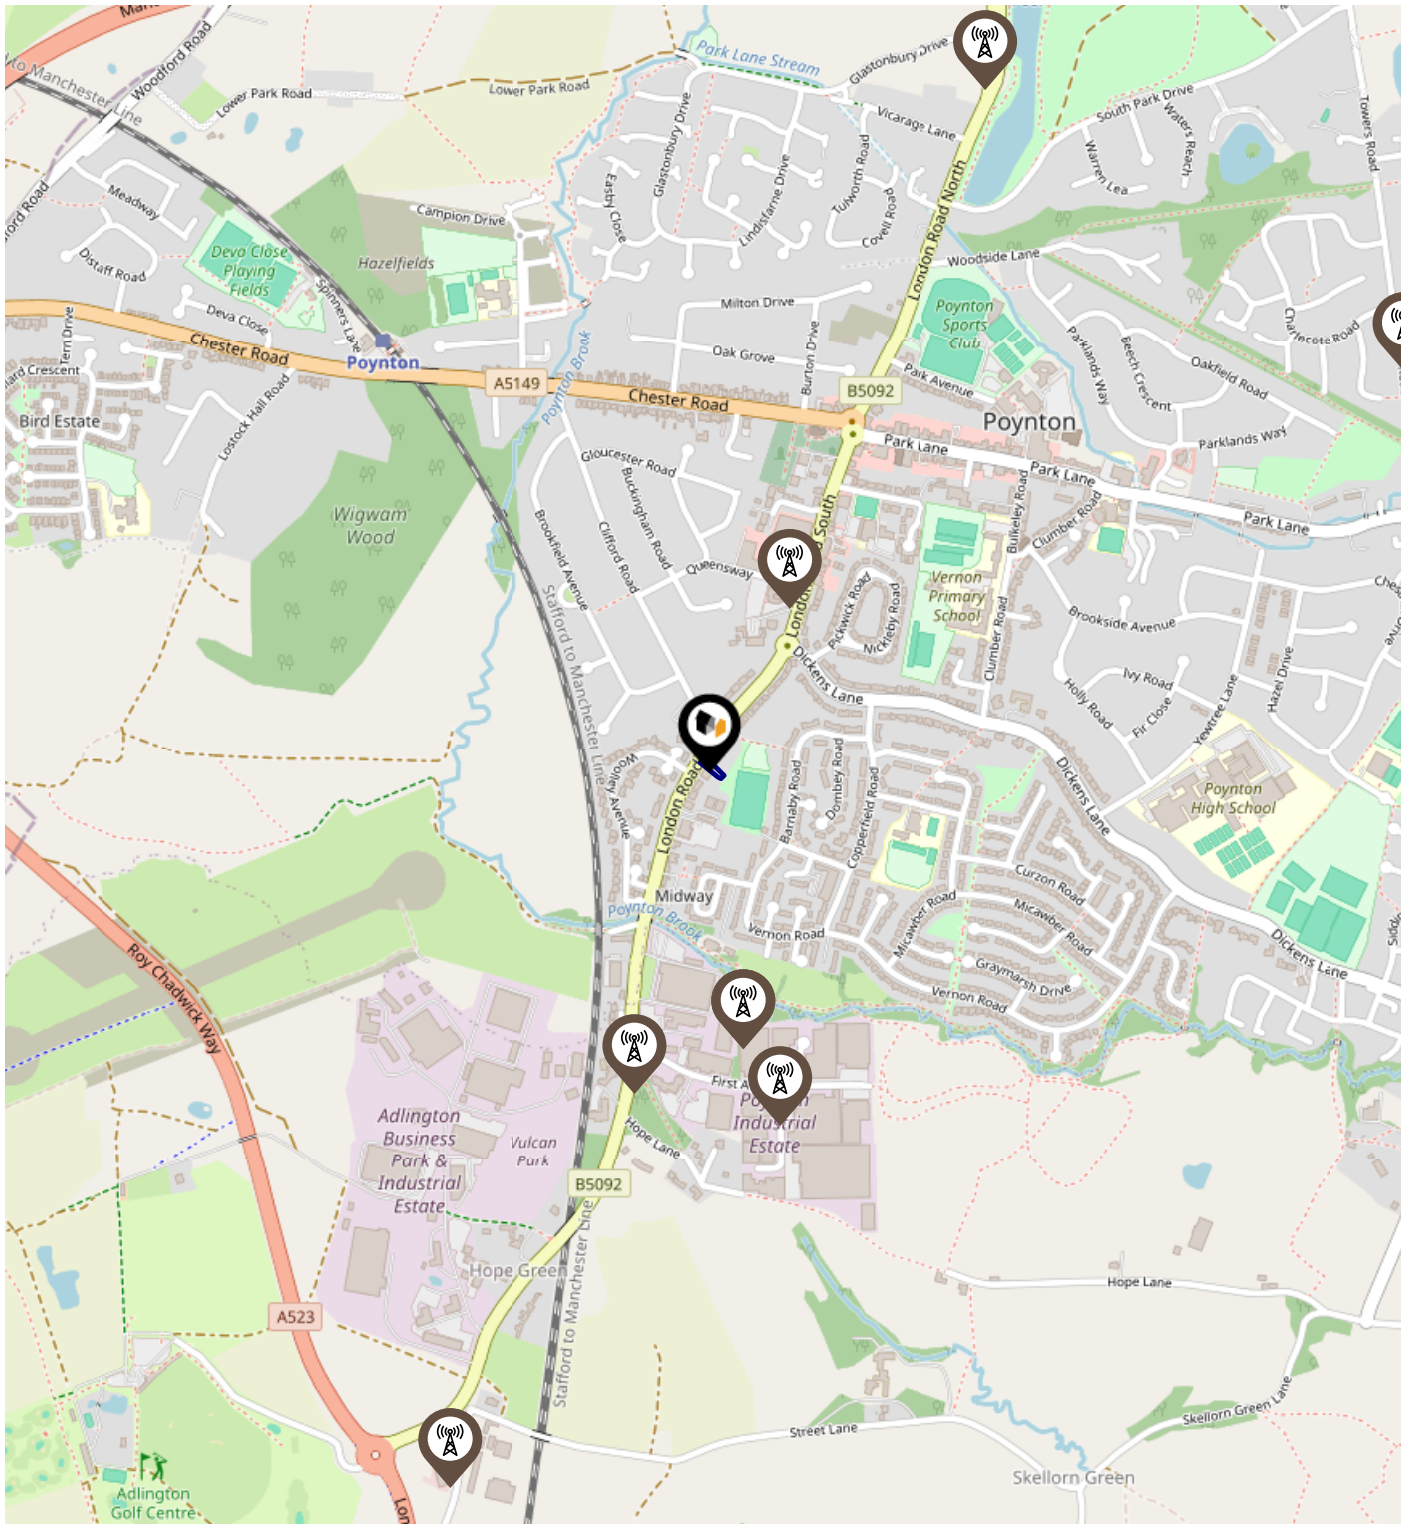 Woodford Road
to Manchester Line
Lower Park Road
Lower Park Road
Park Lane Stream
Glastonbury Drive
Vicarage Lane
South Park Drive
Waters Reach
Warren Lea
Towers Road
Meadway
Distaff Road
Deva Close
Playing
Fields
Deva Close
Spinners Lane
Hazelfields
Campion Drive
Easby Close
Glastonbury Drive
Lindisfarne Drive
Tulworth Road
Covell Road
London Road North
Woodside Lane
Milton Drive
Oak Grove
Burton Drive
Poynton
Sports
Club
Park Avenue
Parklands Way
Beech Crescent
Oakfield Road
Charlecote Road
Parklands Way
Tern Drive
Crescent
Bird Estate
Chester Road
Lostock Hall Road
Poynton
A5149
Poynton Brook
Chester Road
B5092
Poynton
Park Lane
Park Lane
Park Lane
Gloucester Road
Buckingham Road
Clifford Road
Brookfield Avenue
Queensway
Wigwam
Wood
Stafford to Manchester Line
South
London
Pickwick Road
Nickleby Road
Vernon
Primary
School
Bulkeley Road
Clumber Road
Clumber Road
Brookside Avenue
Ivy Road
Holly Road
Fir Close
Yewtree Lane
Hazel Drive
Dickens Lane
Dickens Lane
Dickens Lane
Poynton
High School
Woolley Avenue
London Road
Barnaby Road
Dombey Road
Copperfield Road
Midway
Poynton Brook
Vernon Road
Micawber Road
Curzon Road
Micawber Road
Graymarsh Drive
Vernon Road
Roy Chadwick Way
Adlington
Business
Park &
Industrial
Estate
Vulcan
Park
First
Industrial
Estate
Hope Lane
B5092
Hope Green
Stafford to Manchester Line
A523
Hope Lane
Street Lane
Skellorn Green Lane
Skellorn Green
Adlington
Golf Centre
Lon